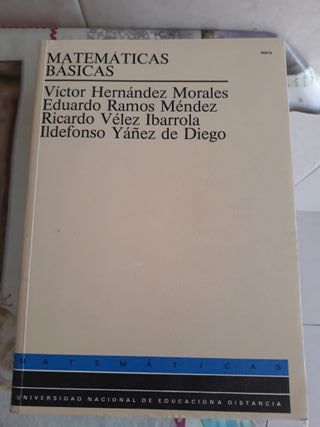 MATEMÁTICAS
BÁSICAS
Víctor Hernández Morales
Eduardo Ramos Méndez
Ricardo Vélez Ibarrola
Ildefonso Yáñez de Diego
MATEMÁTICAS
UNIVERSIDAD NACIONAL DE EDUCACIÓNA DISTANCIA